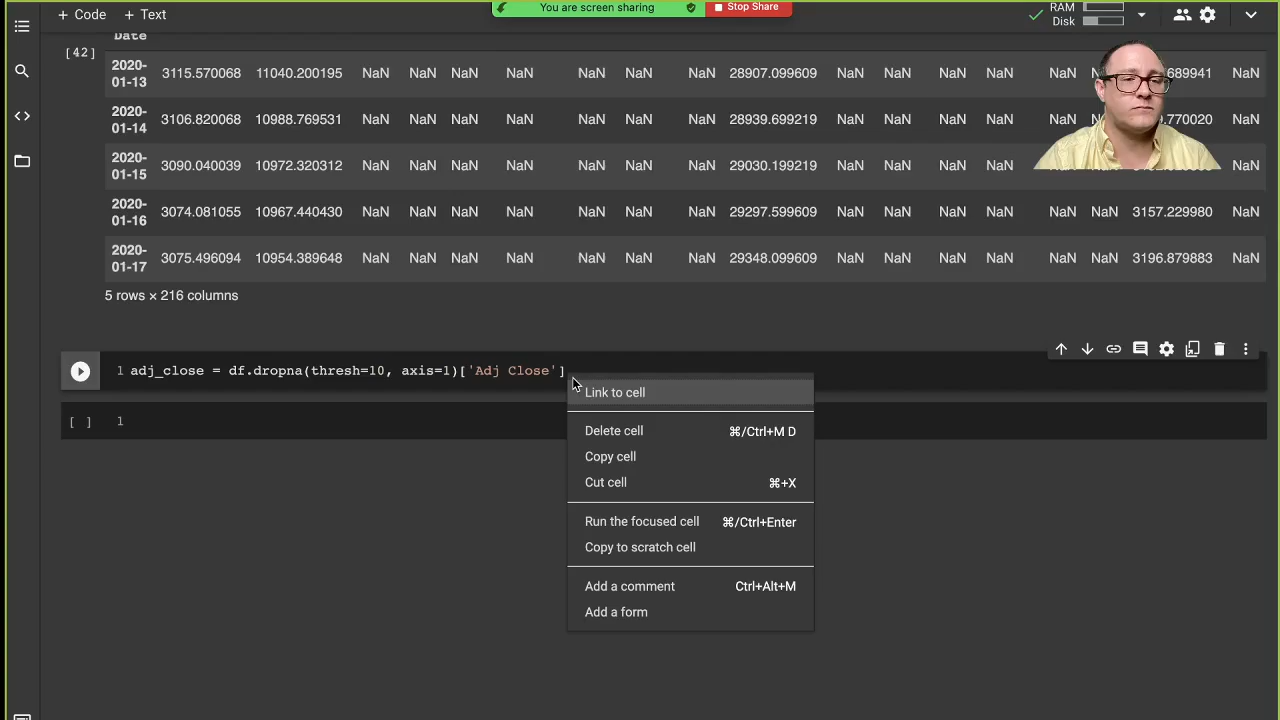 + Code + Text
You are screen sharing
Stop Share
RAM
Disk
Date
[42]
2020-01-13 3115.570068 11040.200195 NaN NaN NaN NaN NaN NaN NaN 28907.099609 NaN NaN NaN NaN 689941 NaN
2020-01-14 3106.820068 10988.769531 NaN NaN NaN NaN NaN NaN NaN 28939.699219 NaN NaN NaN NaN .770020 NaN
2020-01-15 3090.040039 10972.320312 NaN NaN NaN NaN NaN NaN NaN 29030.199219 NaN NaN NaN NaN
2020-01-16 3074.081055 10967.440430 NaN NaN NaN NaN NaN NaN NaN 29297.599609 NaN NaN NaN NaN NaN 3157.229980 NaN
2020-01-17 3075.496094 10954.389648 NaN NaN NaN NaN NaN NaN NaN 29348.099609 NaN NaN NaN NaN NaN 3196.879883 NaN
5 rows × 216 columns
1 adj_close = df.dropna(thresh=10, axis=1)['Adj Close']
Link to cell
[ ] 1
Delete cell ⌘/Ctrl+M D
Copy cell
Cut cell ⌘+X
Run the focused cell ⌘/Ctrl+Enter
Copy to scratch cell
Add a comment Ctrl+Alt+M
Add a form